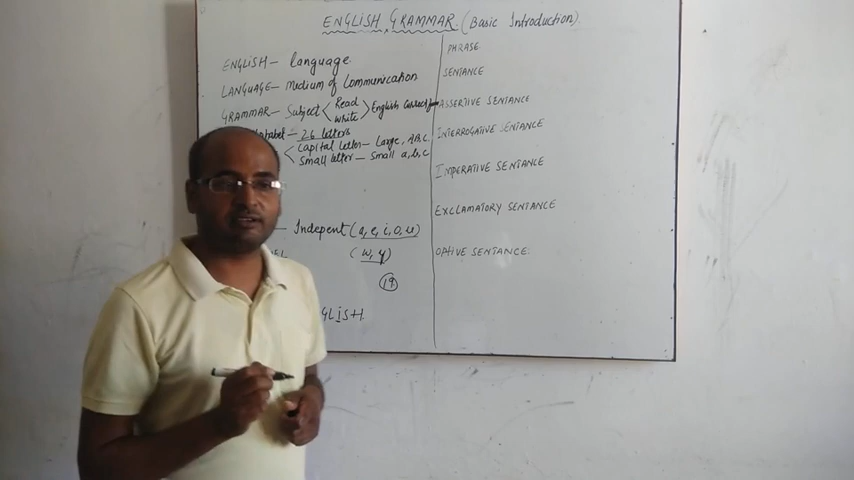 ENGLISH GRAMMAR. (Basic Introduction).
ENGLISH - language.
LANGUAGE - medium of Communication
GRAMMAR - Subject < Read > English Correct
write
Alphabet - 26 letters
Capital letter - Large, A,B,C.
Small letter - Small a, b, c
- Indepent (a, e, i, o, u)
(w, y)
19
GLISH
PHRASE
SENTANCE
ASSERTIVE SENTANCE
INTERROGATIVE SENTANCE
IMPERATIVE SENTANCE
EXCLAMATORY SENTANCE
OPTIVE SENTANCE.